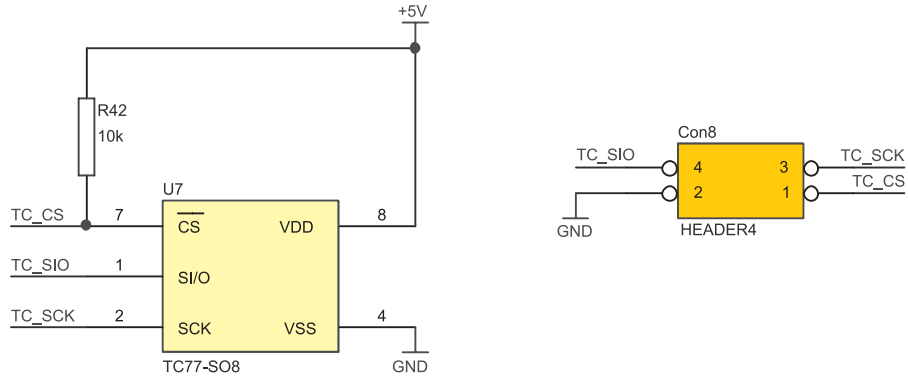 +5V
R42
10k
U7
TC_CS 7 CS VDD 8
TC_SIO 1 SI/O
TC_SCK 2 SCK VSS 4
TC77-SO8 GND
Con8
TC_SIO 4 3 TC_SCK
2 1 TC_CS
GND HEADER4